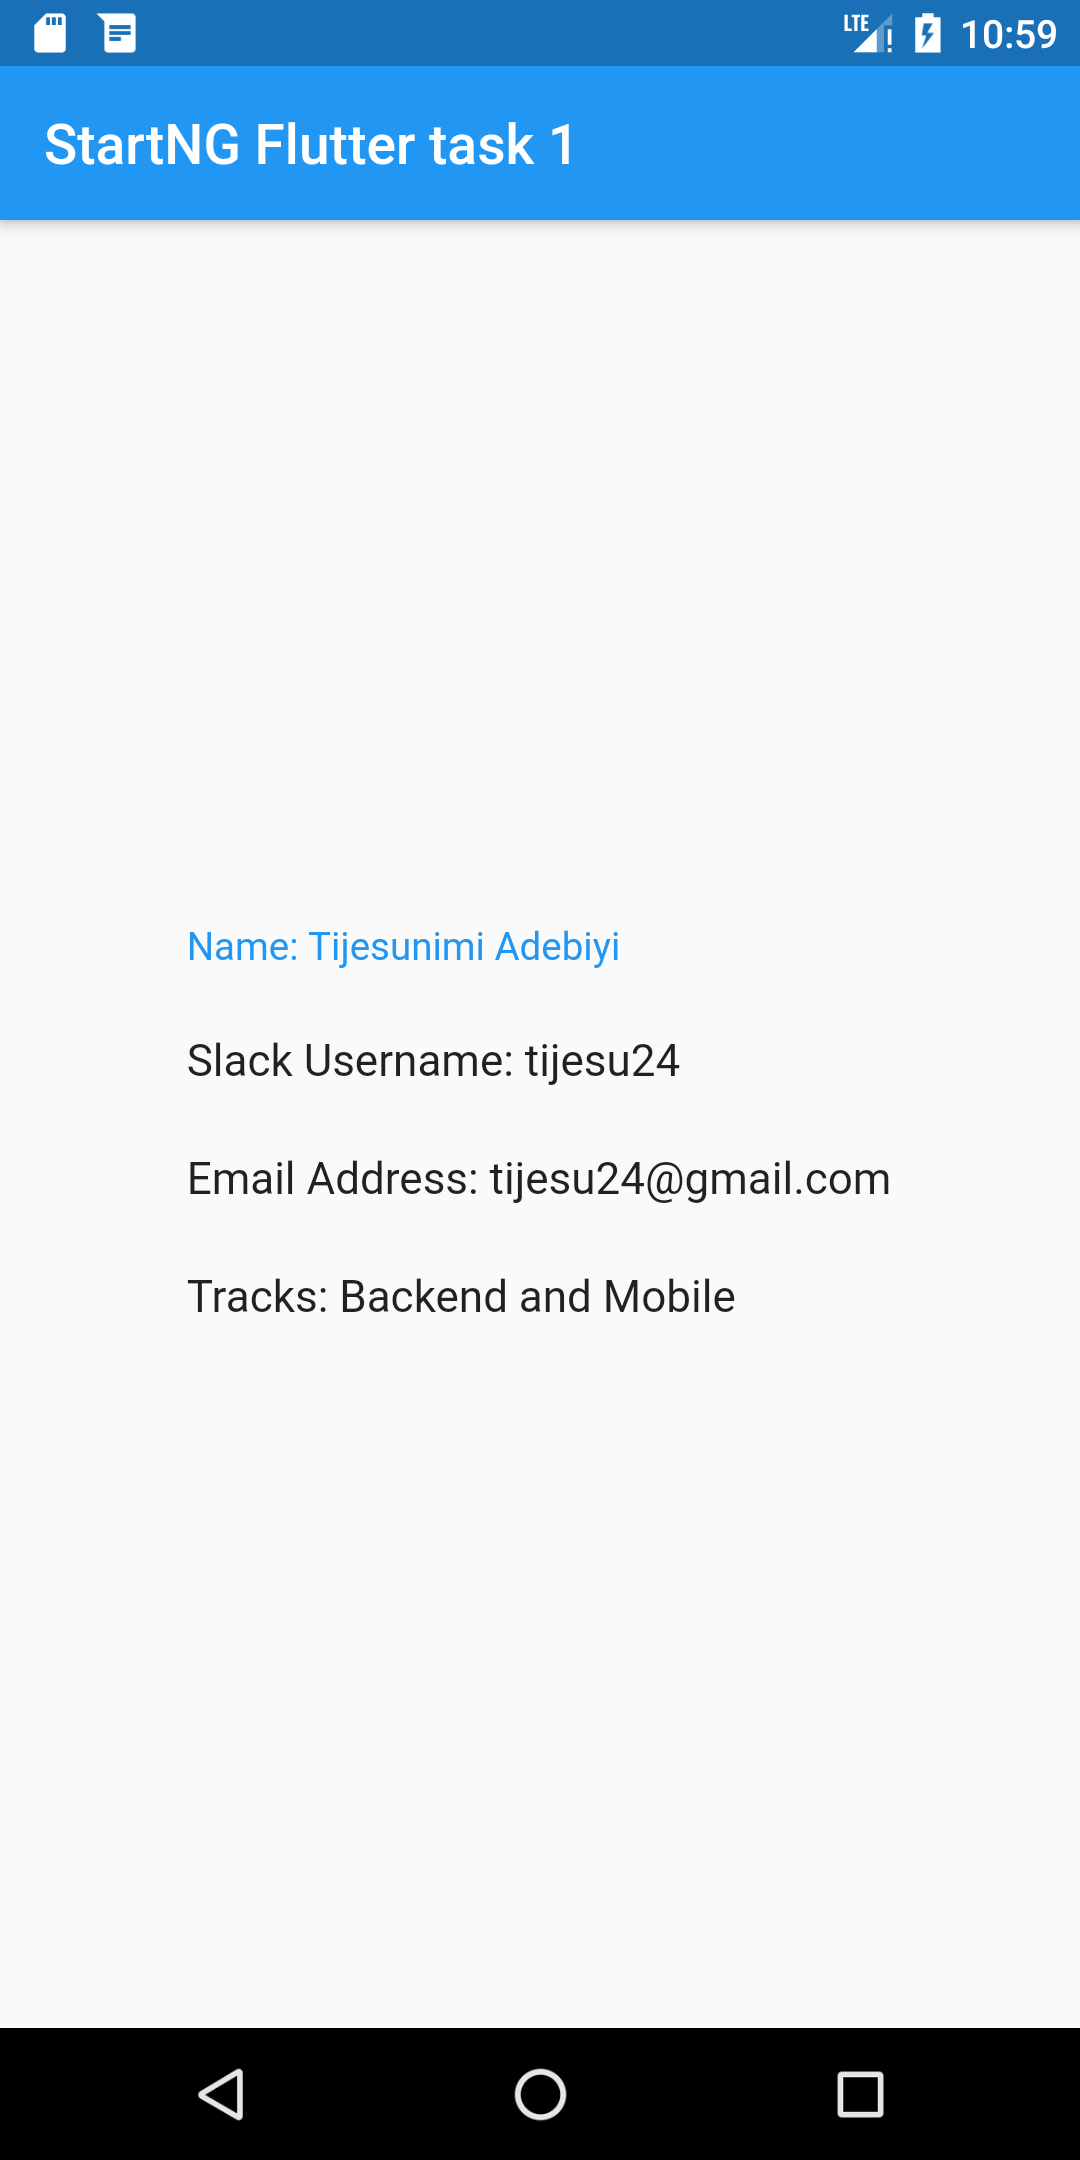 LTE 10:59
StartNG Flutter task 1
Name: Tijesunimi Adebiyi
Slack Username: tijesu24
Email Address: tijesu24@gmail.com
Tracks: Backend and Mobile